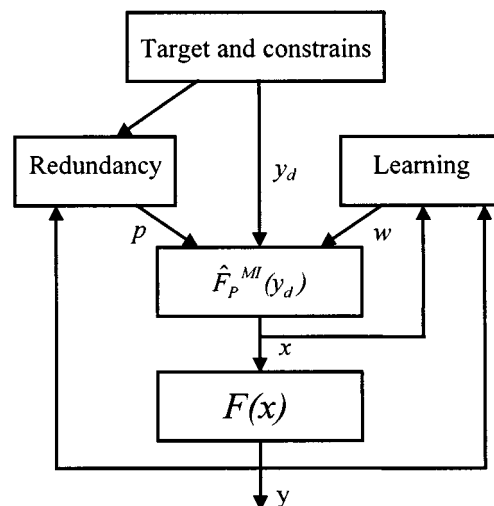 Target and constrains
Redundancy
Learning
y_d
p
w
F̂_P^MI(y_d)
x
F(x)
y